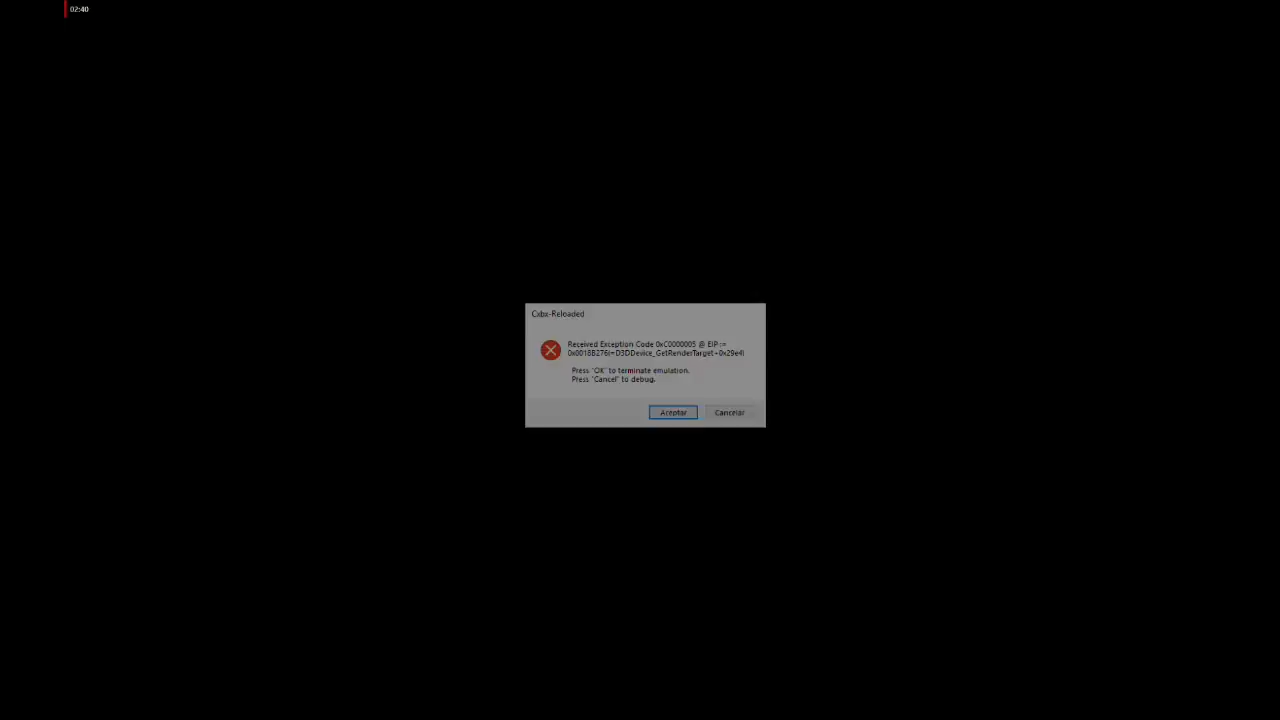 02:40
Cxbx-Reloaded
Received Exception Code 0xC0000005 @ EIP :=
0x0018B276(=D3DDevice_GetRenderTarget+0x29e4)
Press "OK" to terminate emulation.
Press "Cancel" to debug.
Aceptar Cancelar